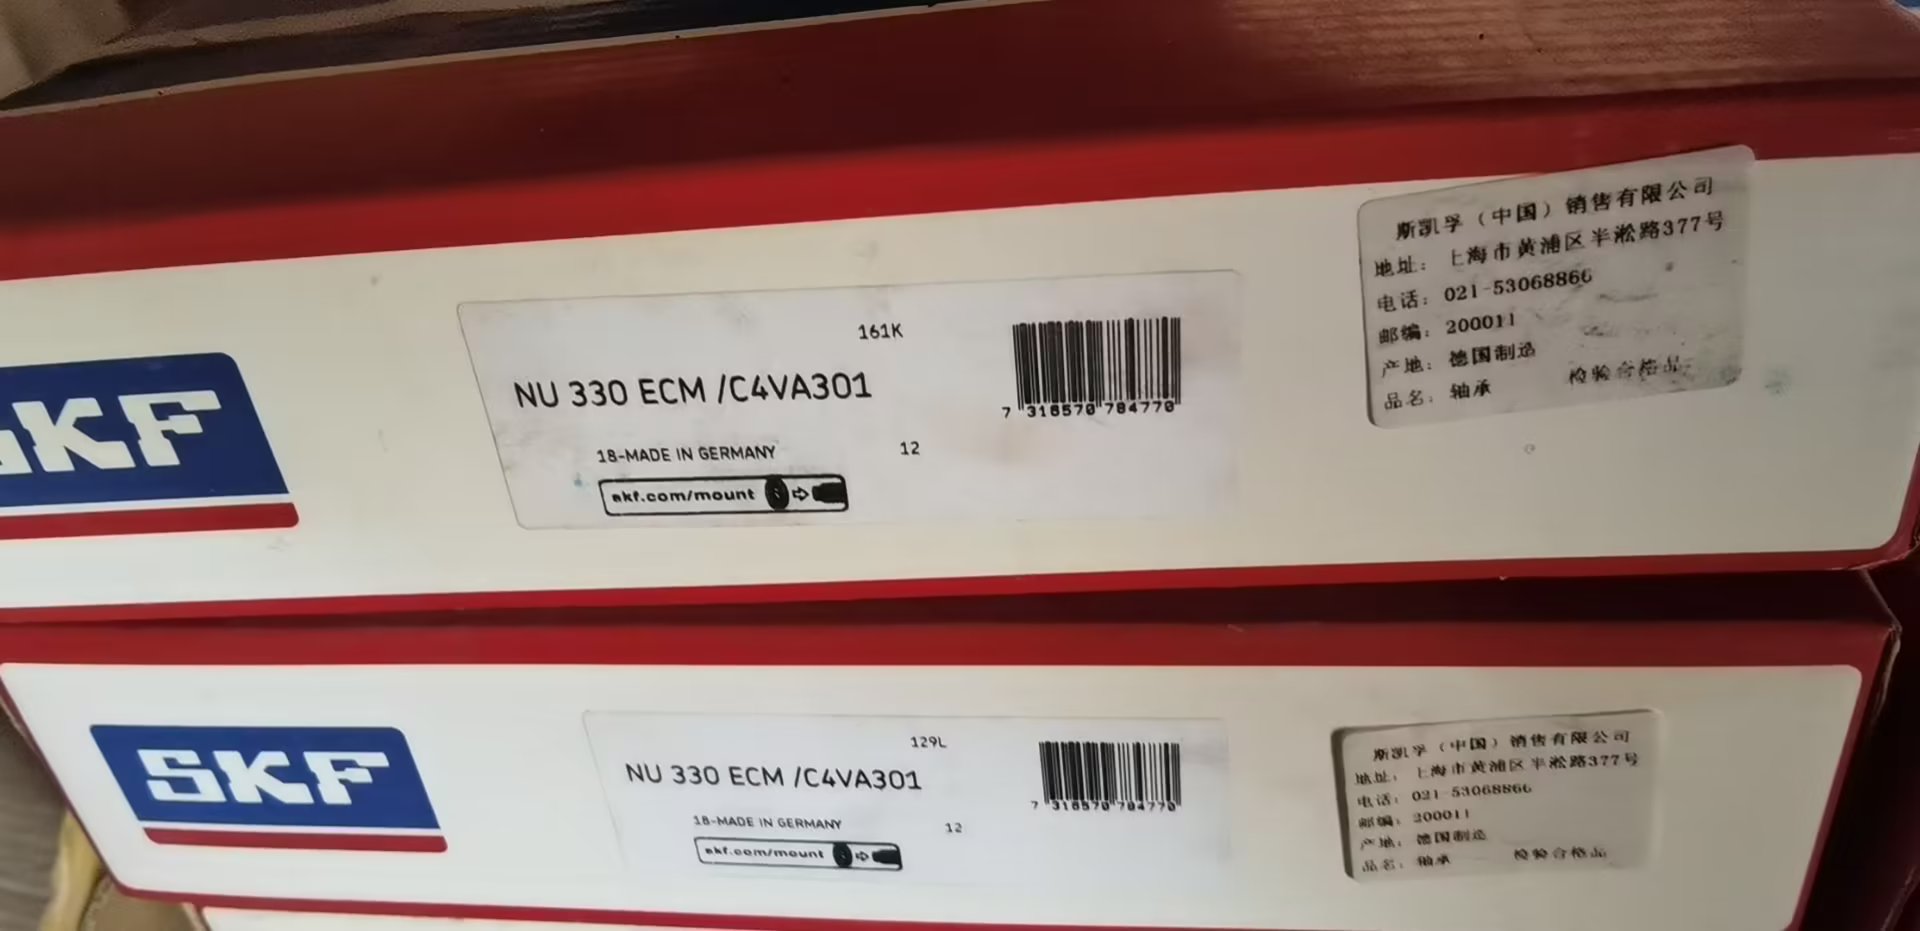 SKF
161K
NU 330 ECM /C4VA301
7 316570 784770
18-MADE IN GERMANY
12
skf.com/mount
斯凯孚（中国）销售有限公司
地址：上海市黄浦区半淞路377号
电话：021-53068866
邮编：200011
产地：德国制造
品名：轴承 检验合格品
SKF
129L
NU 330 ECM /C4VA301
7 316570 784770
18-MADE IN GERMANY
12
skf.com/mount
斯凯孚（中国）销售有限公司
地址：上海市黄浦区半淞路377号
电话：021-53068866
邮编：200011
产地：德国制造
品名：轴承 检验合格品